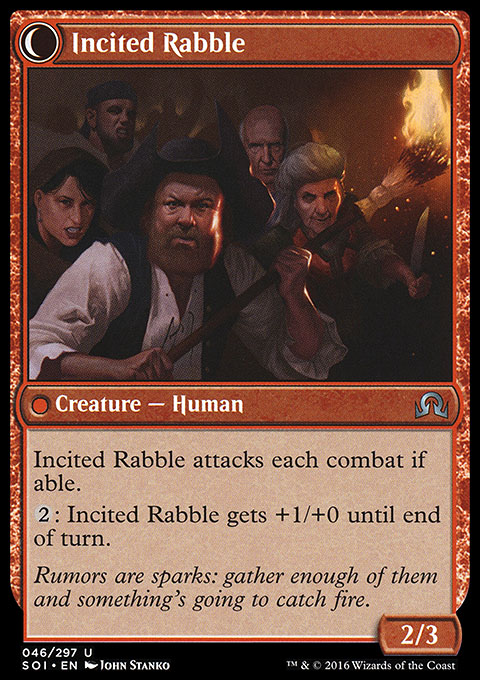 Incited Rabble
Creature — Human
Incited Rabble attacks each combat if
able.
2: Incited Rabble gets +1/+0 until end
of turn.
Rumors are sparks: gather enough of them
and something's going to catch fire.
2/3
046/297 U
SOI • EN John Stanko
™ & © 2016 Wizards of the Coast